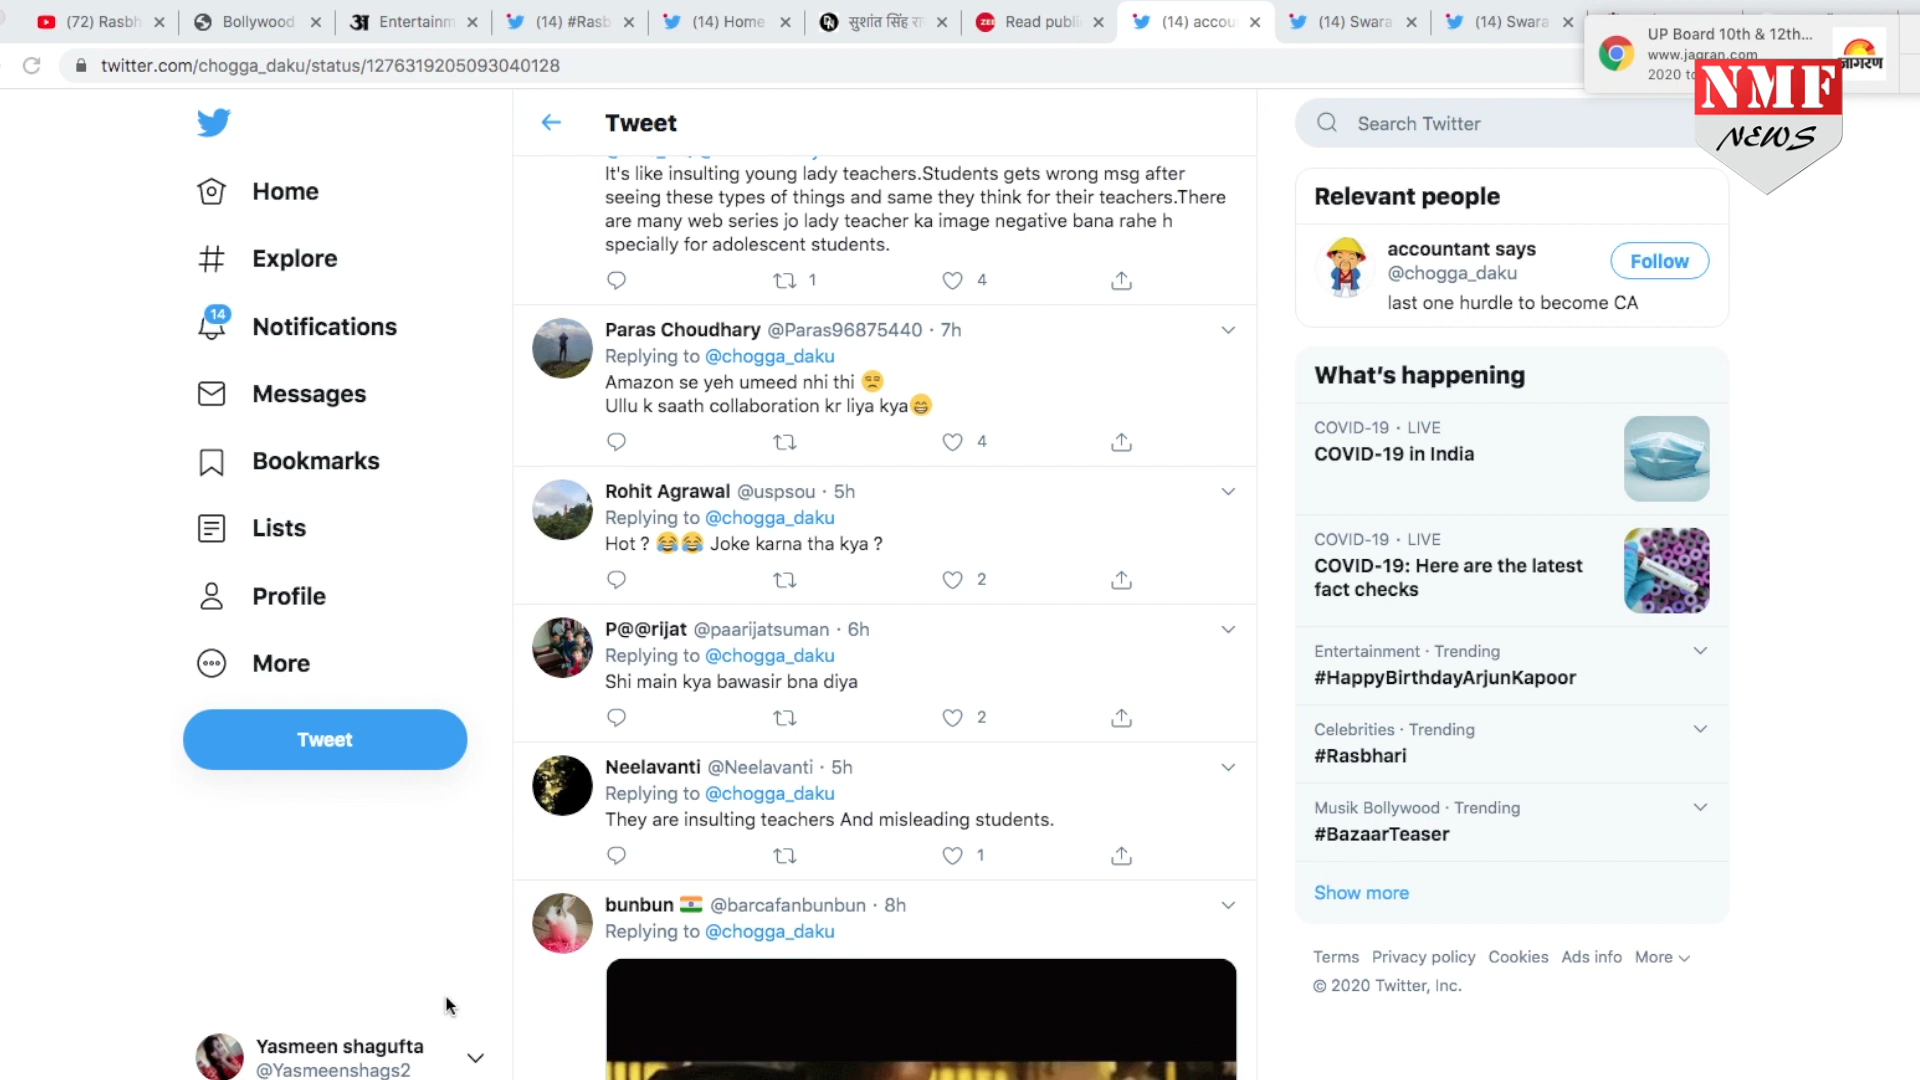 (72) Rasbh
Bollywood
Entertainm
(14) #Rasb
(14) Home
सुशांत सिंह रा
Read publi
(14) accou
(14) Swara
(14) Swara
UP Board 10th & 12th...
www.jagran.com
2020 to
जागरण
NMF
NEWS
twitter.com/chogga_daku/status/1276319205093040128
Home
Explore
14
Notifications
Messages
Bookmarks
Lists
Profile
More
Tweet
Yasmeen shagufta
@Yasmeenshags2
Tweet
It's like insulting young lady teachers.Students gets wrong msg after
seeing these types of things and same they think for their teachers.There
are many web series jo lady teacher ka image negative bana rahe h
specially for adolescent students.
1 4
Paras Choudhary @Paras96875440 · 7h
Replying to @chogga_daku
Amazon se yeh umeed nhi thi 😒
Ullu k saath collaboration kr liya kya😁
4
Rohit Agrawal @uspsou · 5h
Replying to @chogga_daku
Hot ? 😂😂 Joke karna tha kya ?
2
P@@rijat @paarijatsuman · 6h
Replying to @chogga_daku
Shi main kya bawasir bna diya
2
Neelavanti @Neelavanti · 5h
Replying to @chogga_daku
They are insulting teachers And misleading students.
1
bunbun 🇮🇳 @barcafanbunbun · 8h
Replying to @chogga_daku
Search Twitter
Relevant people
accountant says
@chogga_daku
Follow
last one hurdle to become CA
What's happening
COVID-19 · LIVE
COVID-19 in India
COVID-19 · LIVE
COVID-19: Here are the latest
fact checks
Entertainment · Trending
#HappyBirthdayArjunKapoor
Celebrities · Trending
#Rasbhari
Musik Bollywood · Trending
#BazaarTeaser
Show more
Terms Privacy policy Cookies Ads info More
© 2020 Twitter, Inc.